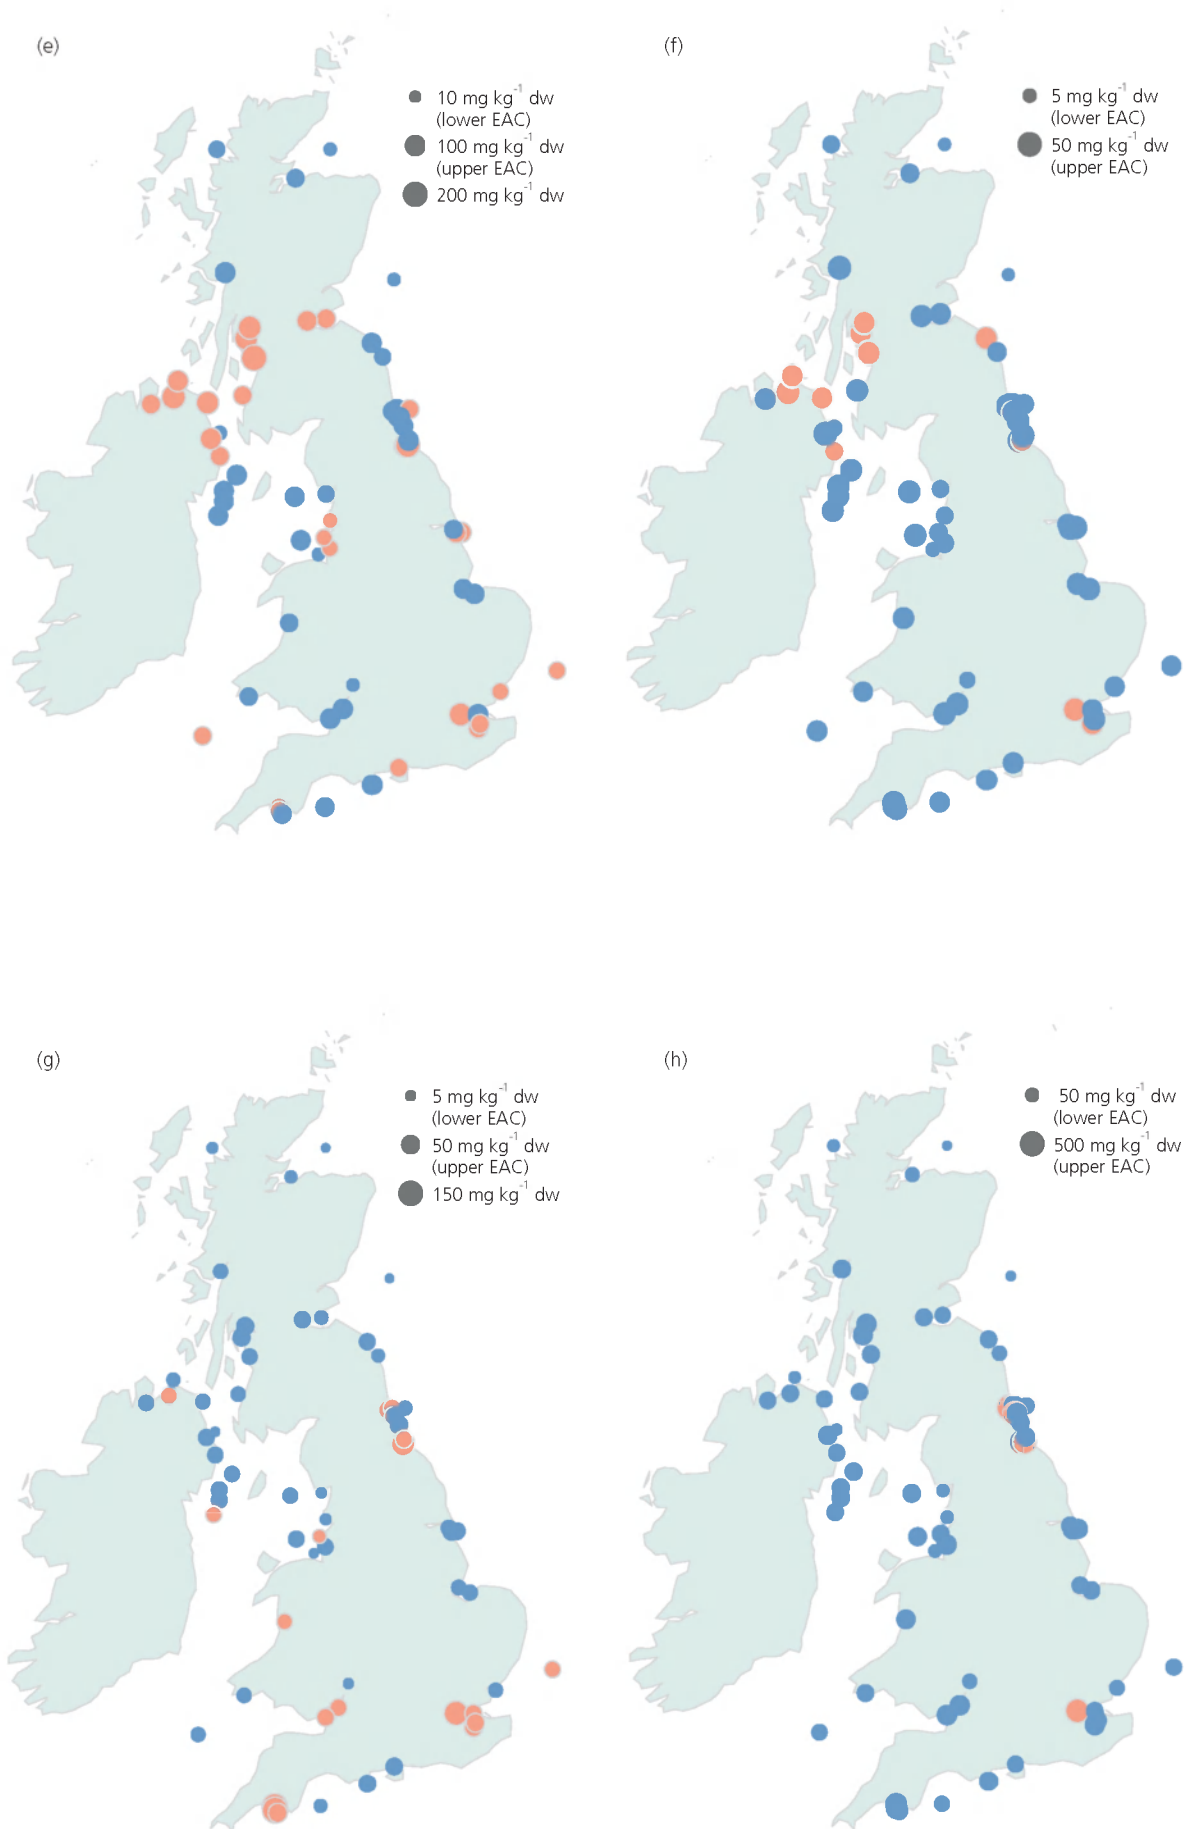 (e)
10 mg kg⁻¹ dw
(lower EAC)
100 mg kg⁻¹ dw
(upper EAC)
200 mg kg⁻¹ dw
(f)
5 mg kg⁻¹ dw
(lower EAC)
50 mg kg⁻¹ dw
(upper EAC)
(g)
5 mg kg⁻¹ dw
(lower EAC)
50 mg kg⁻¹ dw
(upper EAC)
150 mg kg⁻¹ dw
(h)
50 mg kg⁻¹ dw
(lower EAC)
500 mg kg⁻¹ dw
(upper EAC)